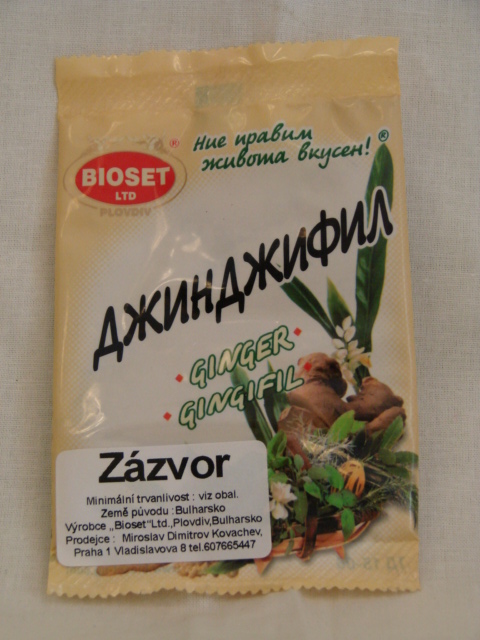 BIOSET
LTD
PLOVDIV
®
Ние правим
живота вкусен! ®
ДЖИНДЖИФИЛ
GINGER
GINGIFIL
Zázvor
Minimální trvanlivost : viz obal.
Země původu : Bulharsko
Výrobce „Bioset“Ltd.,Plovdiv,Bulharsko
Prodejce : Miroslav Dimitrov Kovachev,
Praha 1 Vladislavova 8 tel.607665447